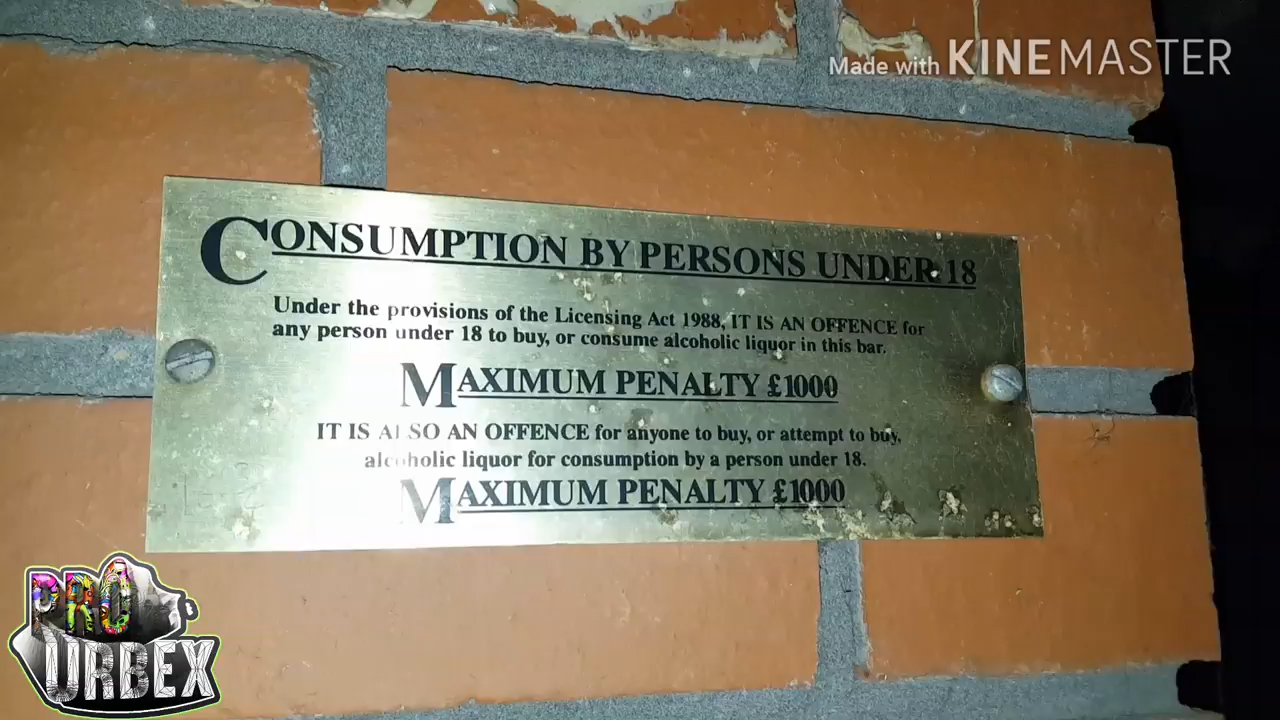 Made with KINEMASTER
CONSUMPTION BY PERSONS UNDER 18
Under the provisions of the Licensing Act 1988, IT IS AN OFFENCE for
any person under 18 to buy, or consume alcoholic liquor in this bar.
MAXIMUM PENALTY £1000
IT IS ALSO AN OFFENCE for anyone to buy, or attempt to buy,
alcoholic liquor for consumption by a person under 18.
MAXIMUM PENALTY £1000
PRO
URBEX